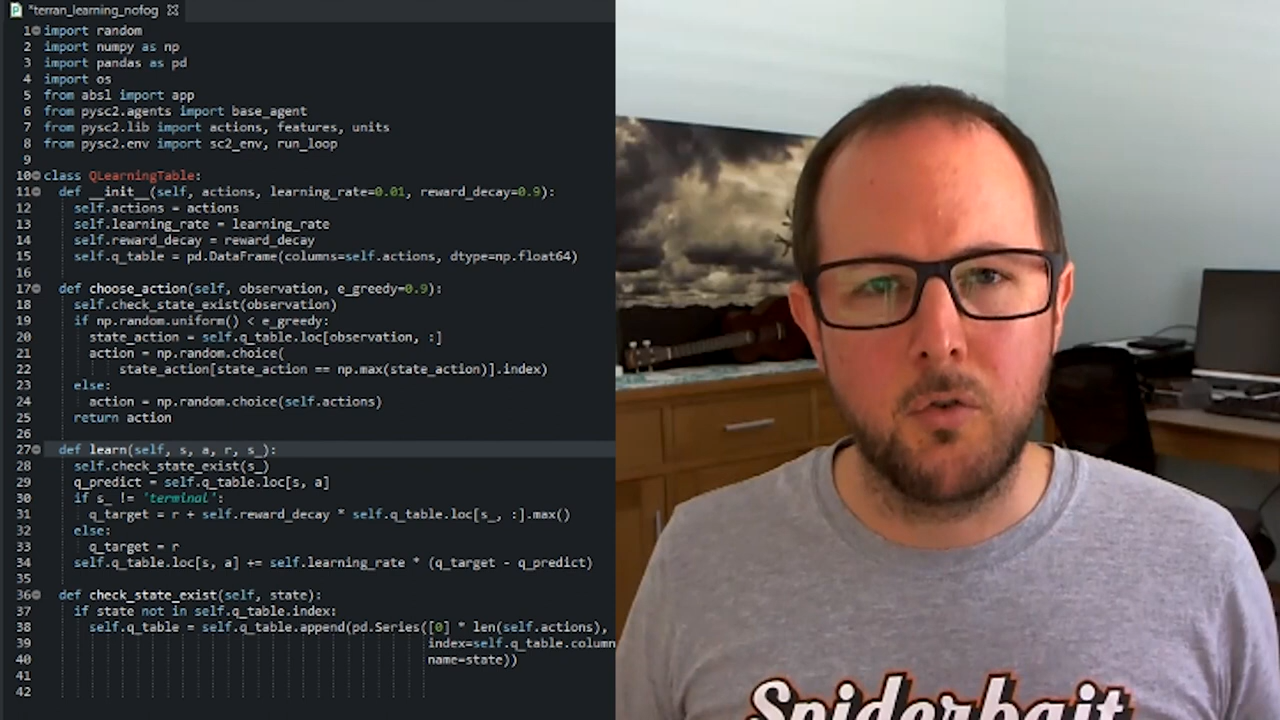 *terran_learning_nofog
1 import random
2 import numpy as np
3 import pandas as pd
4 import os
5 from absl import app
6 from pysc2.agents import base_agent
7 from pysc2.lib import actions, features, units
8 from pysc2.env import sc2_env, run_loop
9
10 class QLearningTable:
11 def __init__(self, actions, learning_rate=0.01, reward_decay=0.9):
12 self.actions = actions
13 self.learning_rate = learning_rate
14 self.reward_decay = reward_decay
15 self.q_table = pd.DataFrame(columns=self.actions, dtype=np.float64)
16
17 def choose_action(self, observation, e_greedy=0.9):
18 self.check_state_exist(observation)
19 if np.random.uniform() < e_greedy:
20 state_action = self.q_table.loc[observation, :]
21 action = np.random.choice(
22 state_action[state_action == np.max(state_action)].index)
23 else:
24 action = np.random.choice(self.actions)
25 return action
26
27 def learn(self, s, a, r, s_):
28 self.check_state_exist(s_)
29 q_predict = self.q_table.loc[s, a]
30 if s_ != 'terminal':
31 q_target = r + self.reward_decay * self.q_table.loc[s_, :].max()
32 else:
33 q_target = r
34 self.q_table.loc[s, a] += self.learning_rate * (q_target - q_predict)
35
36 def check_state_exist(self, state):
37 if state not in self.q_table.index:
38 self.q_table = self.q_table.append(pd.Series([0] * len(self.actions),
39 index=self.q_table.column
40 name=state))
41
42
Spiderbait